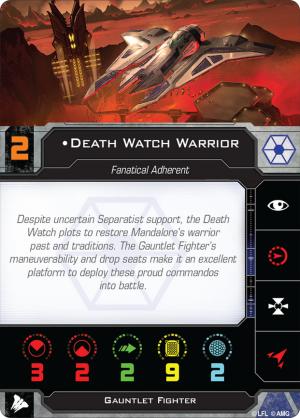 2
•Death Watch Warrior
Fanatical Adherent
Despite uncertain Separatist support, the Death
Watch plots to restore Mandalore's warrior
past and traditions. The Gauntlet Fighter's
maneuverability and drop seats make it an excellent
platform to deploy these proud commandos
into battle.
3 2 2 9 2
Gauntlet Fighter
©LFL ©AMG